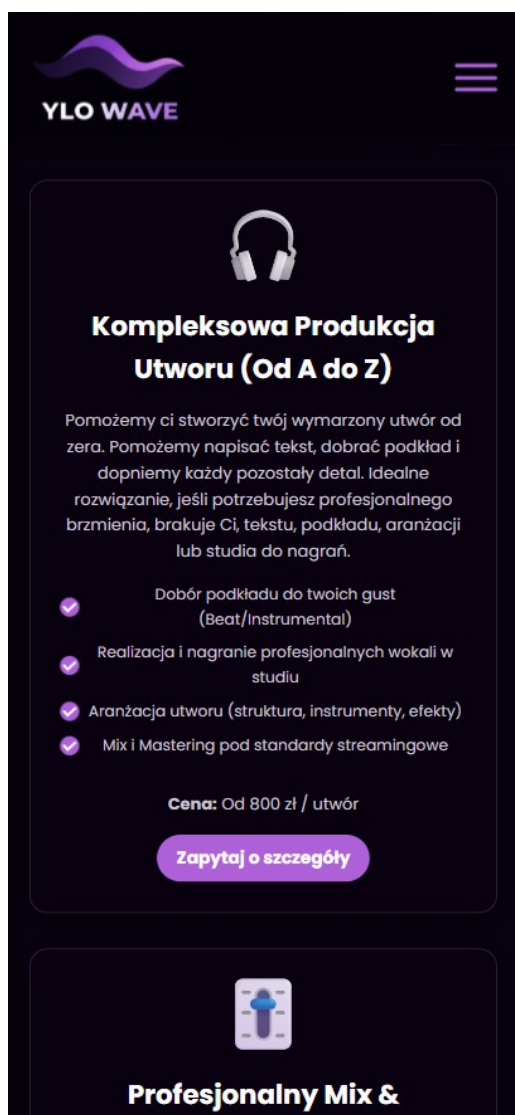 YLO WAVE
Kompleksowa Produkcja
Utworu (Od A do Z)
Pomożemy ci stworzyć twój wymarzony utwór od
zera. Pomożemy napisać tekst, dobrać podkład i
dopniemy każdy pozostały detal. Idealne
rozwiązanie, jeśli potrzebujesz profesjonalnego
brzmienia, brakuje Ci, tekstu, podkładu, aranżacji
lub studia do nagrań.
Dobór podkładu do twoich gust
(Beat/Instrumental)
Realizacja i nagranie profesjonalnych wokali w
studiu
Aranżacja utworu (struktura, instrumenty, efekty)
Mix i Mastering pod standardy streamingowe
Cena: Od 800 zł / utwór
Zapytaj o szczegóły
Profesjonalny Mix &